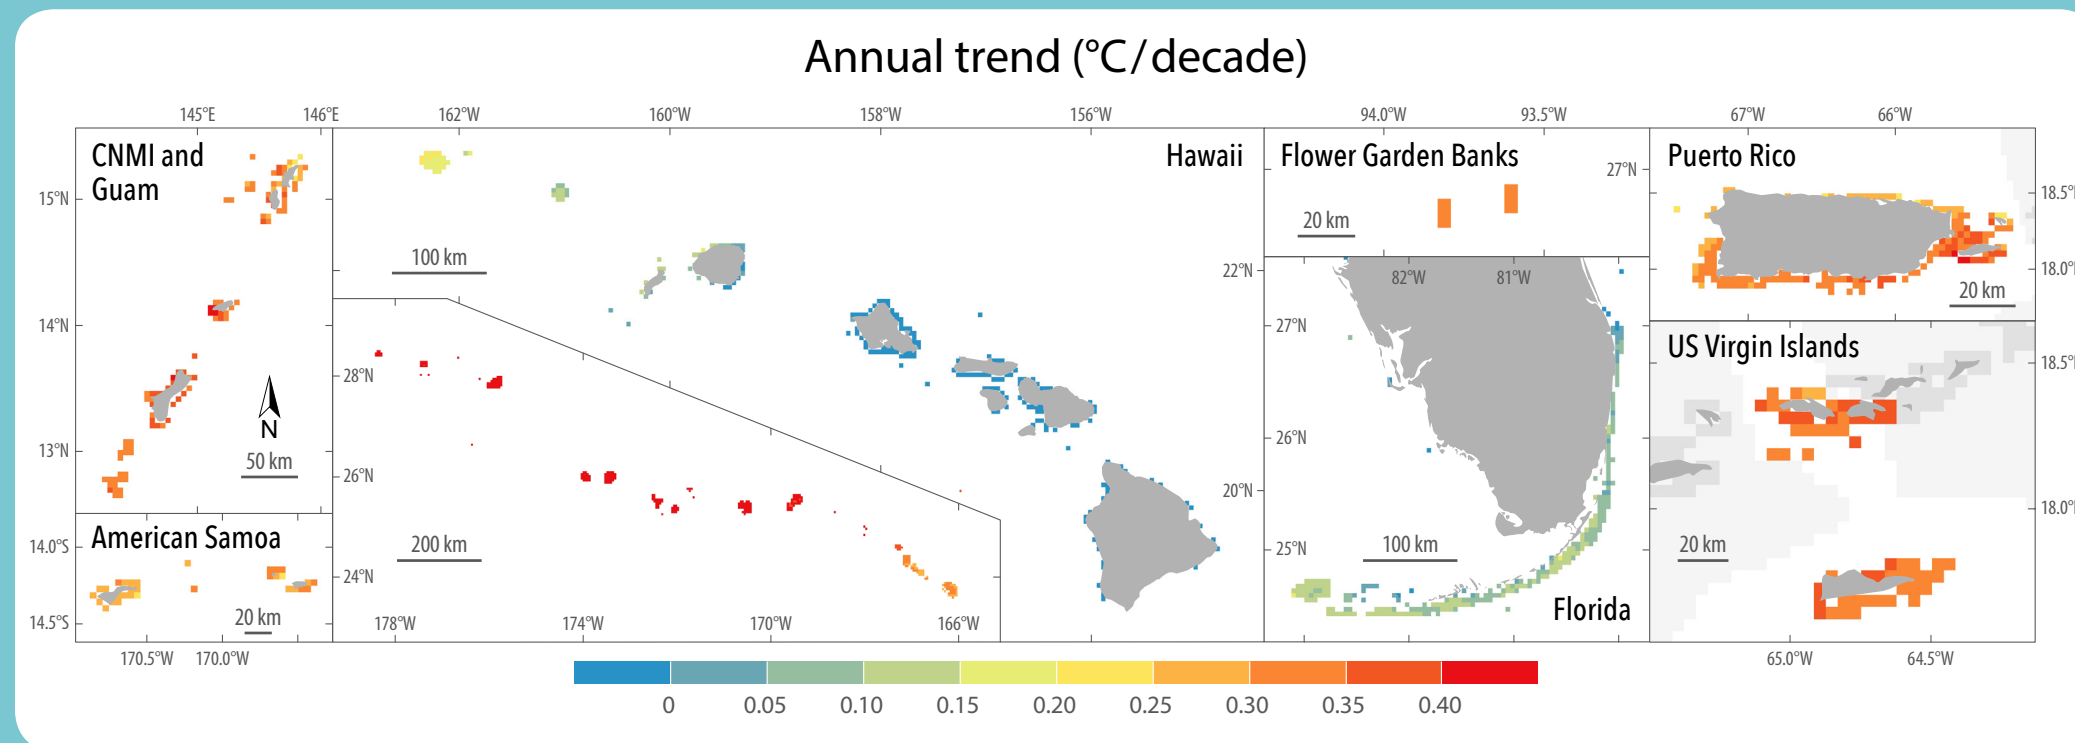 Annual trend (°C/decade)
145°E 146°E 162°W 160°W 158°W 156°W 94.0°W 93.5°W 67°W 66°W
CNMI and
Guam
Hawaii
Flower Garden Banks
Puerto Rico
27°N
15°N
18.5°
20 km
100 km
22°N
82°W 81°W
18.0°
20 km
14°N
27°N
US Virgin Islands
18.5°
28°N
N
13°N
50 km
26°N
26°N
20°N
18.0°
American Samoa
14.0°S
200 km
25°N
100 km
20 km
24°N
20 km
Florida
14.5°S
178°W 174°W 170°W 166°W
170.5°W 170.0°W
65.0°W 64.5°W
0 0.05 0.10 0.15 0.20 0.25 0.30 0.35 0.40